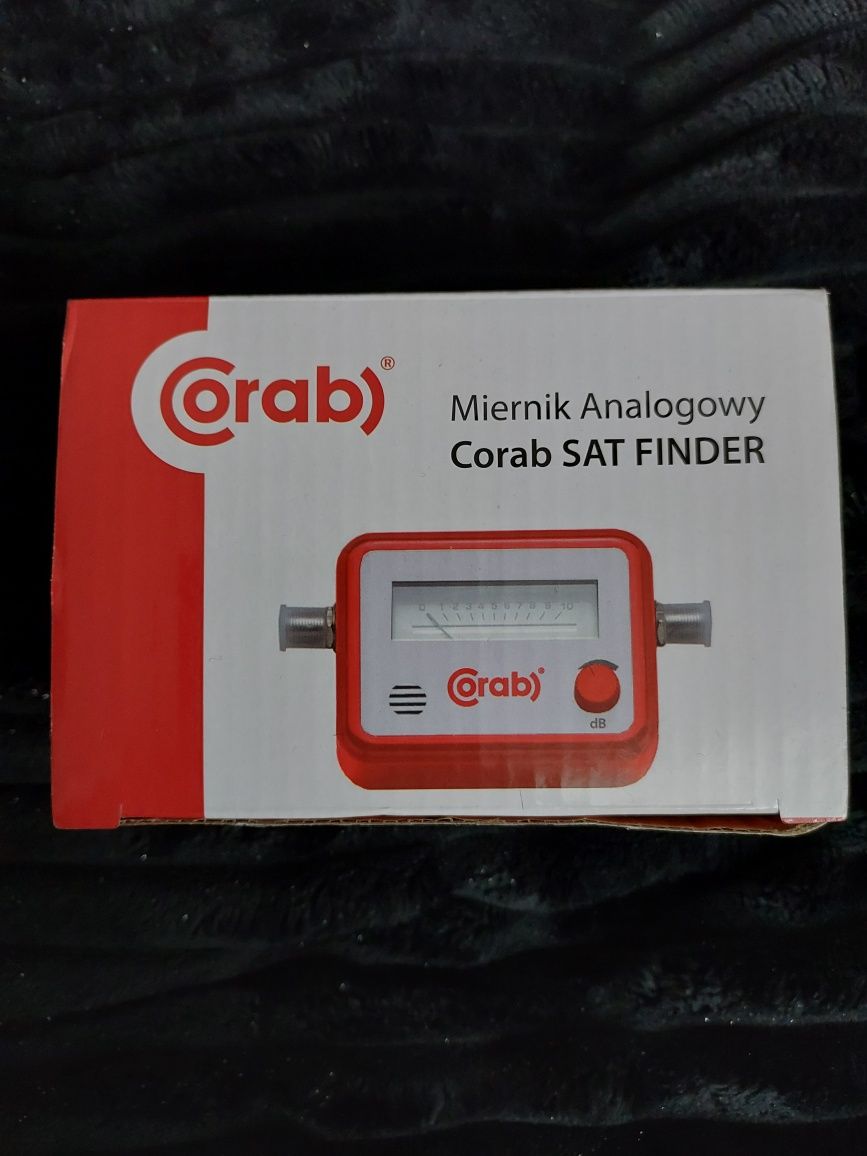 Corab®
Miernik Analogowy
Corab SAT FINDER
0 1 2 3 4 5 6 7 8 9 10
Corab®
dB